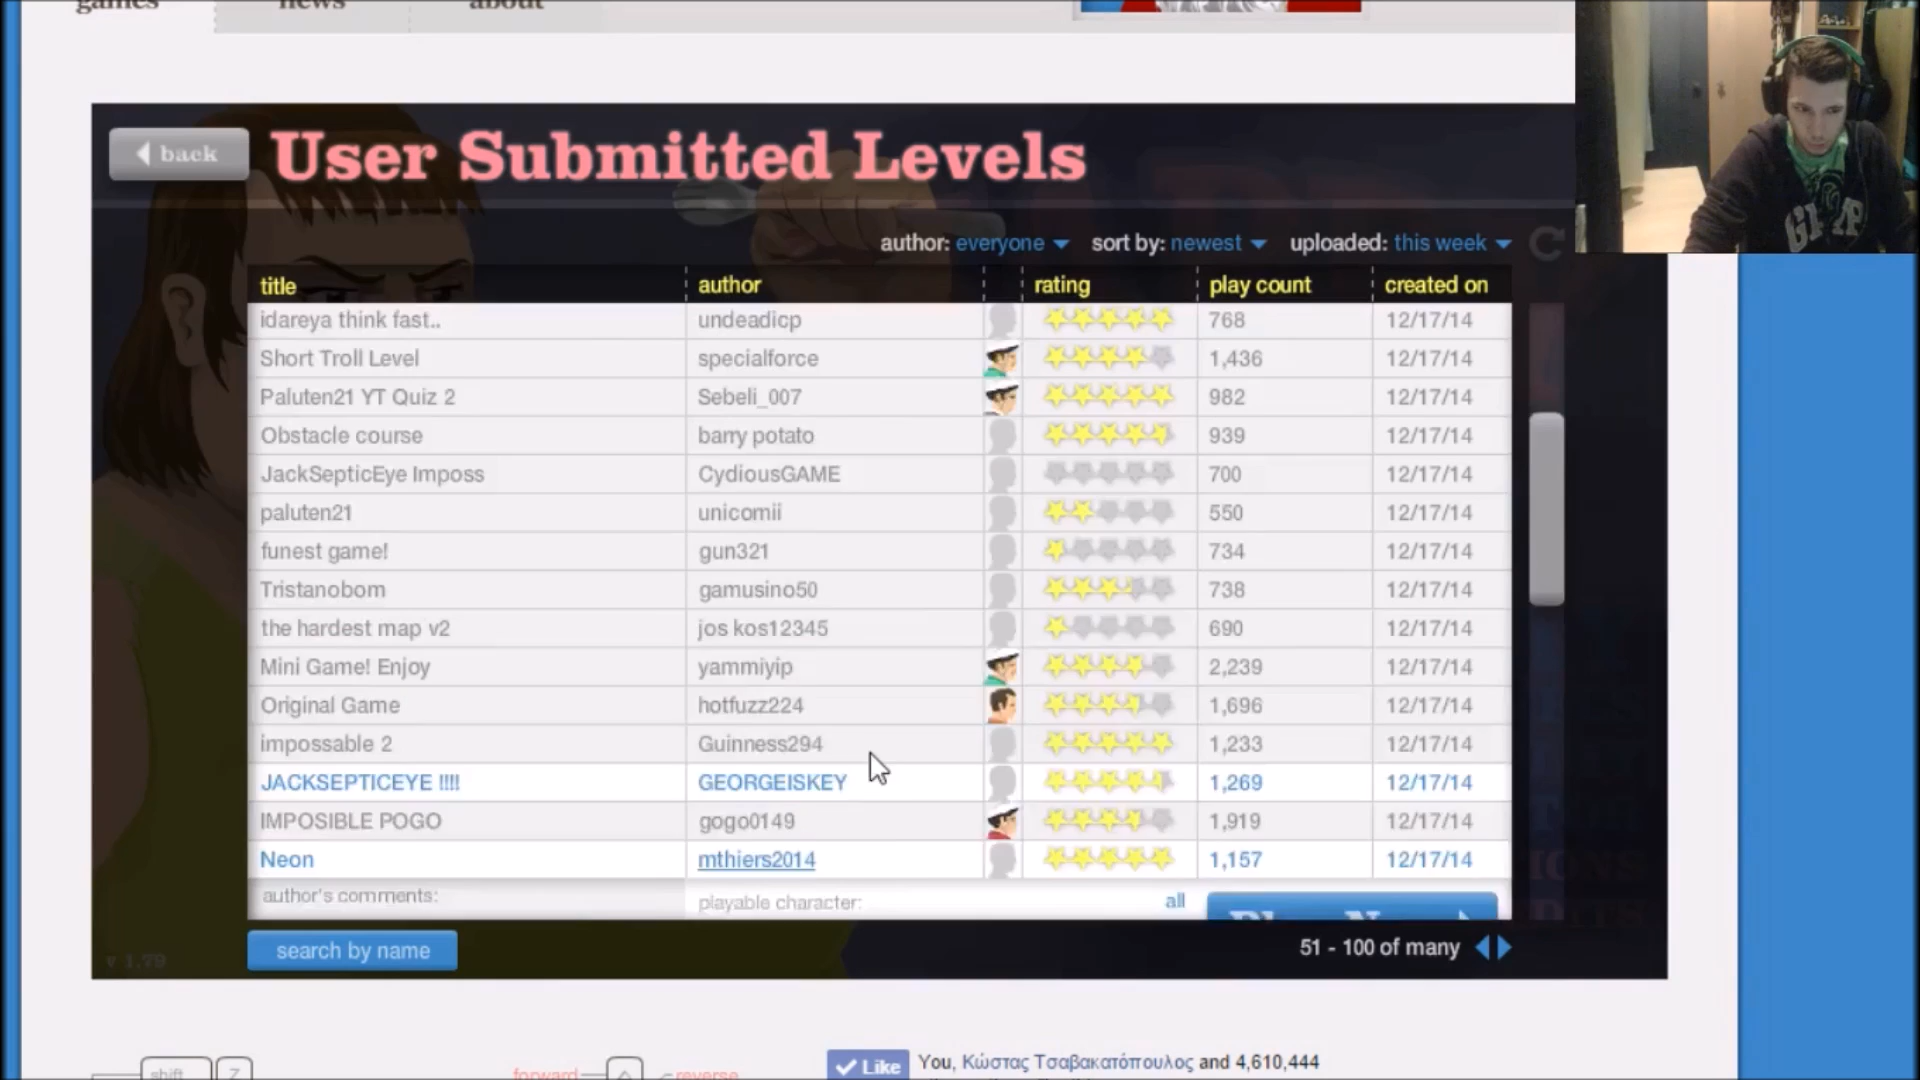 games news about
back User Submitted Levels
author: everyone sort by: newest uploaded: this week
title author rating play count created on
idareya think fast.. undeadicp 768 12/17/14
Short Troll Level specialforce 1,436 12/17/14
Paluten21 YT Quiz 2 Sebeli_007 982 12/17/14
Obstacle course barry potato 939 12/17/14
JackSepticEye Imposs CydiousGAME 700 12/17/14
paluten21 unicomii 550 12/17/14
funest game! gun321 734 12/17/14
Tristanobom gamusino50 738 12/17/14
the hardest map v2 jos kos12345 690 12/17/14
Mini Game! Enjoy yammiyip 2,239 12/17/14
Original Game hotfuzz224 1,696 12/17/14
impossable 2 Guinness294 1,233 12/17/14
JACKSEPTICEYE !!!! GEORGEISKEY 1,269 12/17/14
IMPOSIBLE POGO gogo0149 1,919 12/17/14
Neon mthiers2014 1,157 12/17/14
author's comments: playable character: all
v 1.79 search by name 51 - 100 of many
Like You, Κώστας Τσαβακατόπουλος and 4,610,444
shift Z forward reverse